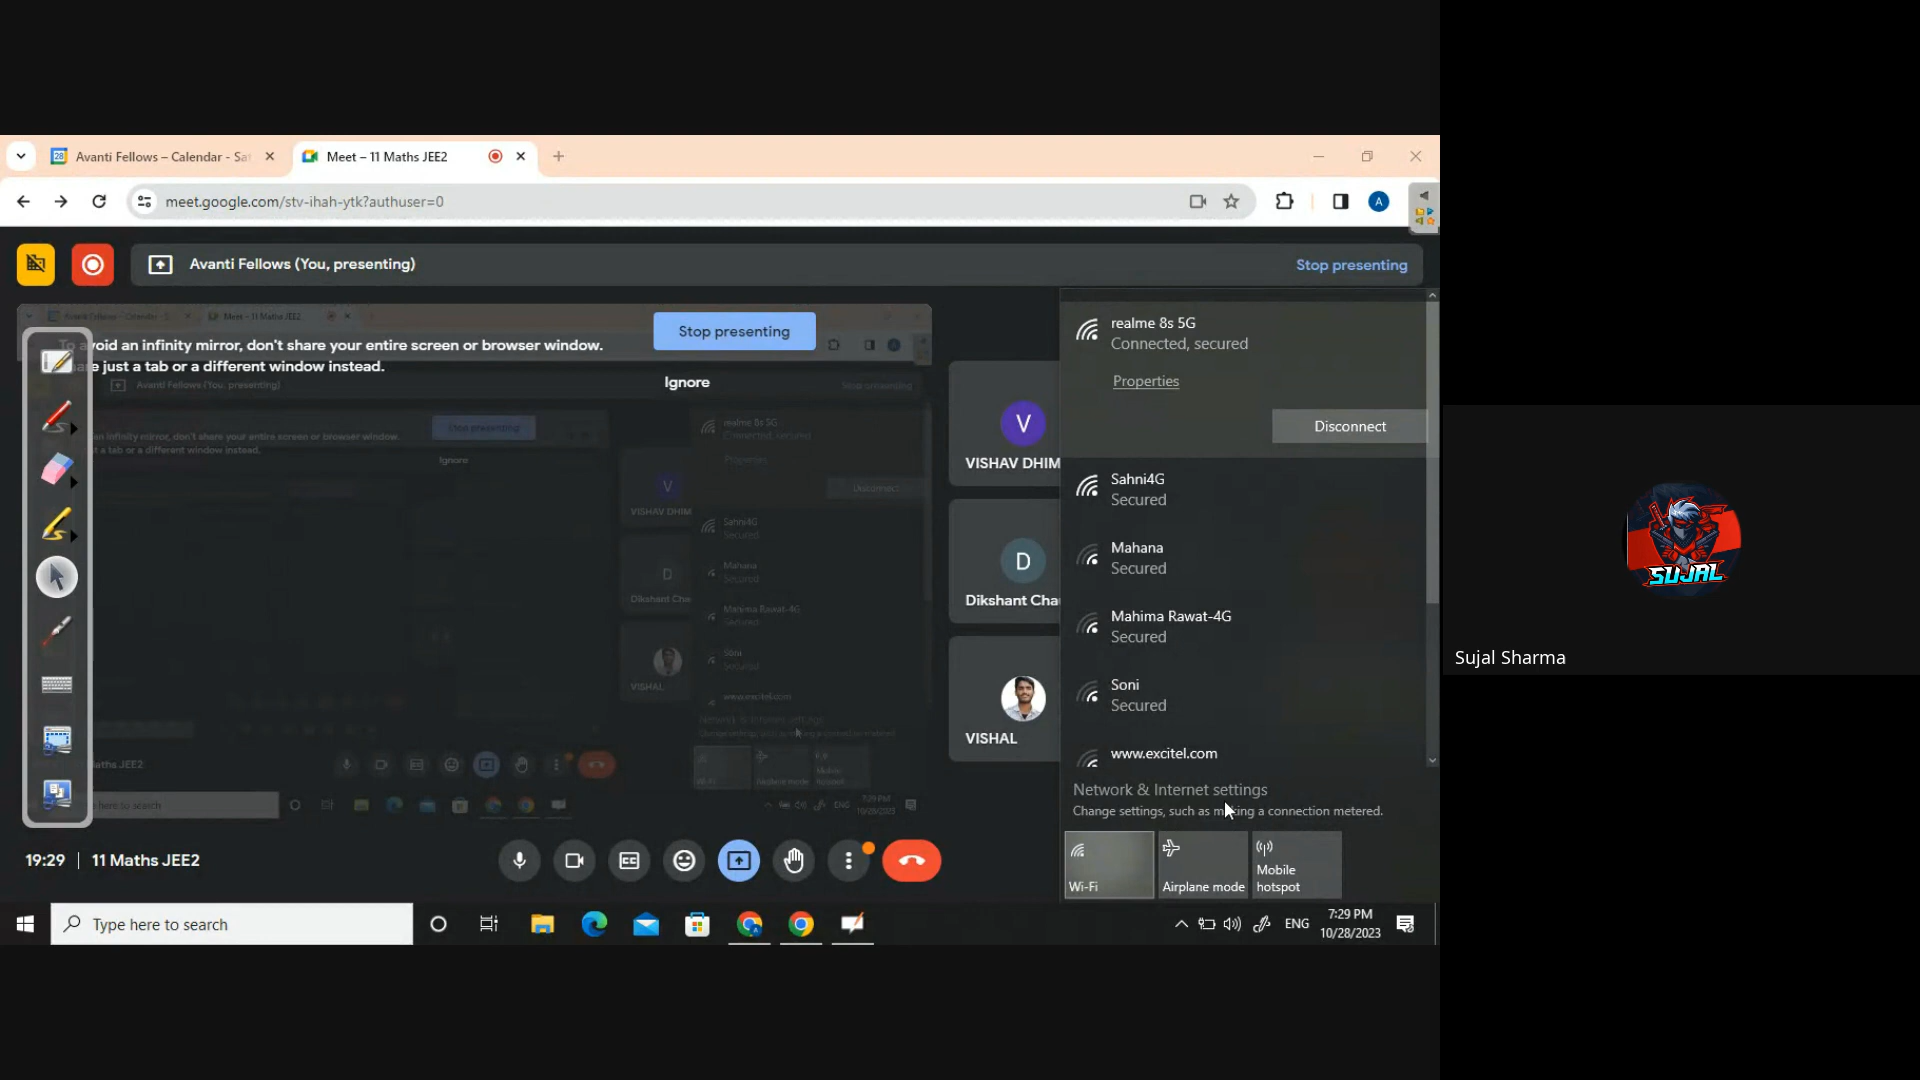 Avanti Fellows – Calendar - Sat
Meet – 11 Maths JEE2
meet.google.com/stv-ihah-ytk?authuser=0
A
Avanti Fellows (You, presenting)
Stop presenting
To avoid an infinity mirror, don't share your entire screen or browser window.
just a tab or a different window instead.
Stop presenting
Ignore
V
VISHAV DHIM
D
Dikshant Cha
VISHAL
realme 8s 5G
Connected, secured
Properties
Disconnect
Sahni4G
Secured
Mahana
Secured
Mahima Rawat-4G
Secured
Soni
Secured
www.excitel.com
Network & Internet settings
Change settings, such as making a connection metered.
Wi-Fi
Airplane mode
Mobile
hotspot
19:29
11 Maths JEE2
Type here to search
ENG
7:29 PM
10/28/2023
SUJAL
Sujal Sharma